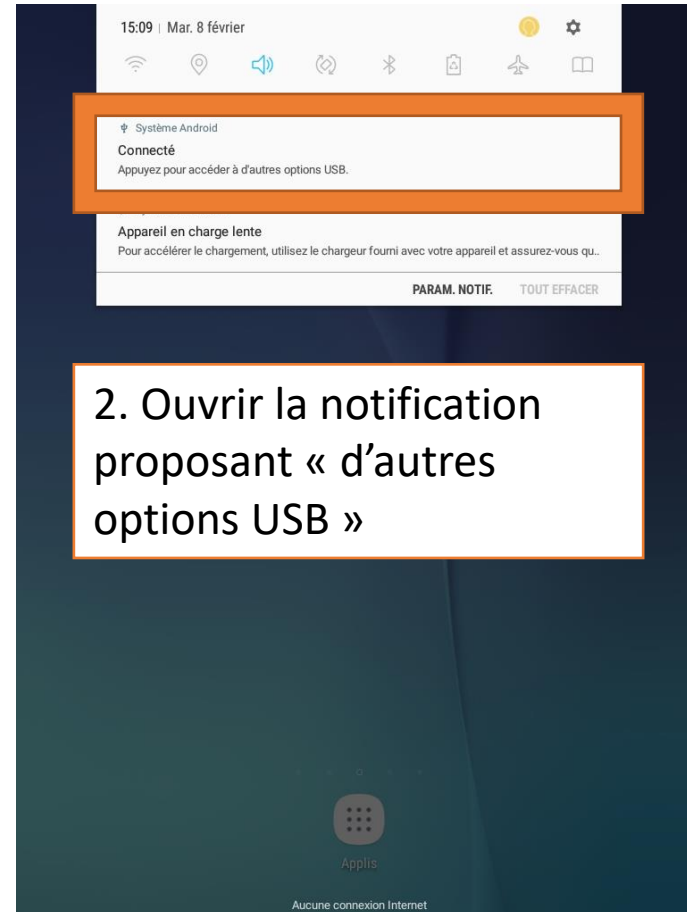 15:09 | Mar. 8 février
Système Android
Connecté
Appuyez pour accéder à d'autres options USB.
Appareil en charge lente
Pour accélérer le chargement, utilisez le chargeur fourni avec votre appareil et assurez-vous qu..
PARAM. NOTIF. TOUT EFFACER
2. Ouvrir la notification
proposant « d’autres
options USB »
Applis
Aucune connexion Internet